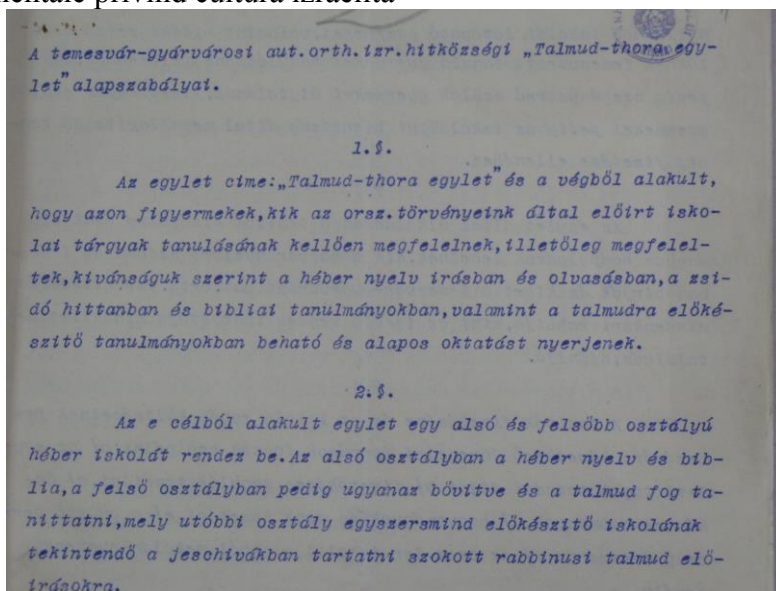 mentale privind cultura izraelita
A temesvár-gyárvárosi aut.orth.izr.hitközségi „Talmud-thora egy-
let"alapszabályai.
1.§.
Az egylet cime:„Talmud-thora egylet"és a végből alakult,
hogy azon figyermekek,kik az orsz.törvényeink által előirt isko-
lai tárgyak tanulásának kellően megfelelnek,illetőleg megfelel-
tek,kivánságuk szerint a héber nyelv irásban és olvasásban,a zsi-
dó hittanban és bibliai tanulmányokban,valamint a talmudra előké-
szitő tanulmányokban beható és alapos oktatást nyerjenek.
2.§.
Az e célból alakult egylet egy alsó és felsőbb osztályú
héber iskolát rendez be.Az alsó osztályban a héber nyelv és bib-
lia,a felső osztályban pedig ugyanaz bővitve és a talmud fog ta-
nittatni,mely utóbbi osztály egyszersmind előkészitő iskolának
tekintendő a jeschivákban tartatni szokott rabbinusi talmud elő-
irásokra.